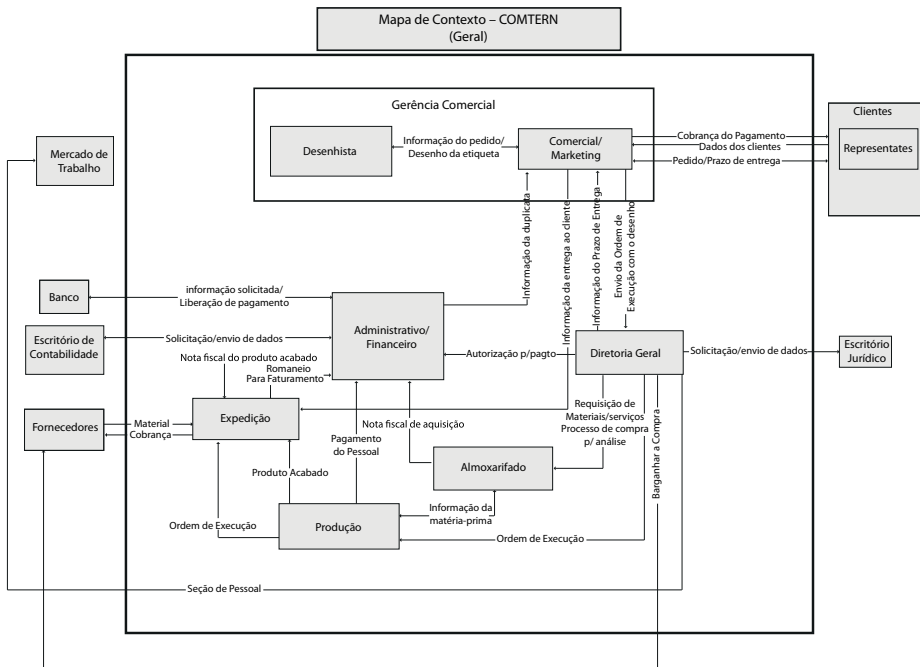 Mapa de Contexto – COMTERN
(Geral)
Gerência Comercial
Desenhista
Informação do pedido/
Desenho da etiqueta
Comercial/
Marketing
Cobrança do Pagamento
Dados dos clientes
Pedido/Prazo de entrega
Clientes
Representates
Mercado de
Trabalho
Informação da duplicata
Informação da entrega ao cliente
Informação do Prazo de Entrega
Envio da Ordem de
Execução com o desenho
Banco
informação solicitada/
Liberação de pagamento
Escritório de
Contabilidade
Solicitação/envio de dados
Administrativo/
Financeiro
Autorização p/pagto
Diretoria Geral
Solicitação/envio de dados
Escritório
Jurídico
Nota fiscal do produto acabado
Romaneio
Para Faturamento
Fornecedores
Material
Cobrança
Expedição
Nota fiscal de aquisição
Requisição de
Materiais/serviços
Processo de compra
p/ análise
Barganhar a Compra
Pagamento
do Pessoal
Produto Acabado
Almoxarifado
Informação da
matéria-prima
Ordem de Execução
Produção
Ordem de Execução
Seção de Pessoal